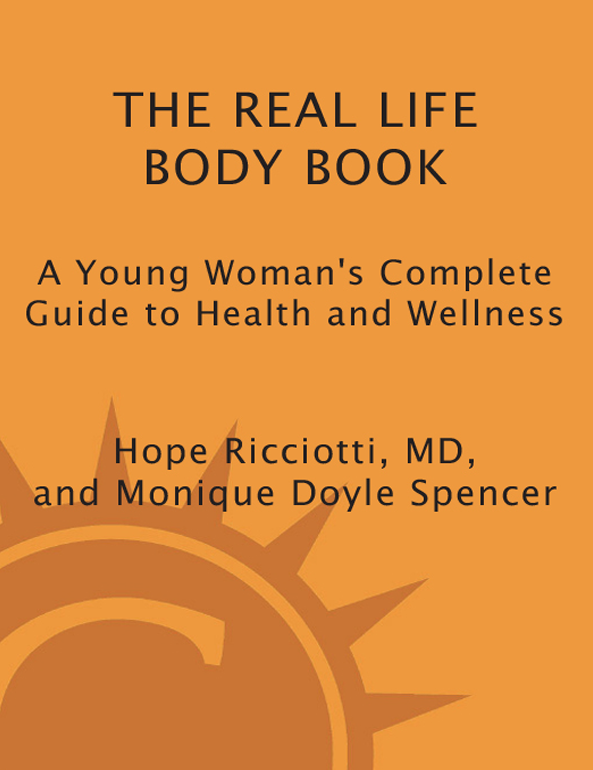 THE REAL LIFE
BODY BOOK
A Young Woman's Complete
Guide to Health and Wellness
Hope Ricciotti, MD,
and Monique Doyle Spencer
C